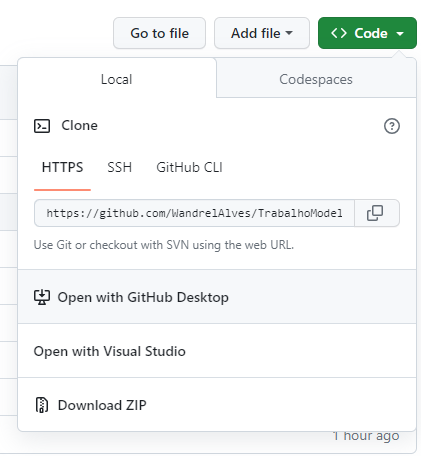 Go to file
Add file
<> Code
Local
Codespaces
Clone
HTTPS
SSH
GitHub CLI
https://github.com/WandrelAlves/TrabalhoModel
Use Git or checkout with SVN using the web URL.
Open with GitHub Desktop
Open with Visual Studio
Download ZIP
1 hour ago